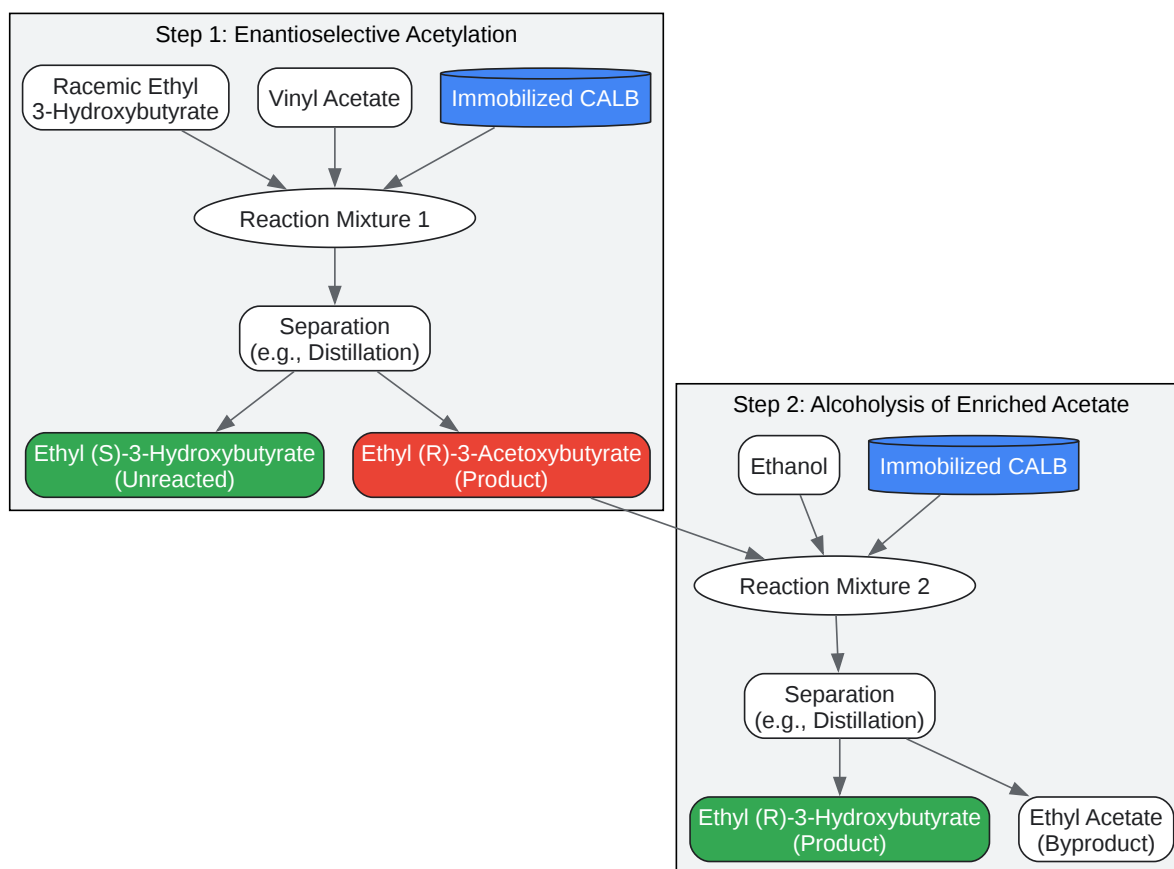 Step 1: Enantioselective Acetylation
Racemic Ethyl
3-Hydroxybutyrate
Vinyl Acetate
Immobilized CALB
Reaction Mixture 1
Separation
(e.g., Distillation)
Ethyl (S)-3-Hydroxybutyrate
(Unreacted)
Ethyl (R)-3-Acetoxybutyrate
(Product)
Step 2: Alcoholysis of Enriched Acetate
Ethanol
Immobilized CALB
Reaction Mixture 2
Separation
(e.g., Distillation)
Ethyl (R)-3-Hydroxybutyrate
(Product)
Ethyl Acetate
(Byproduct)